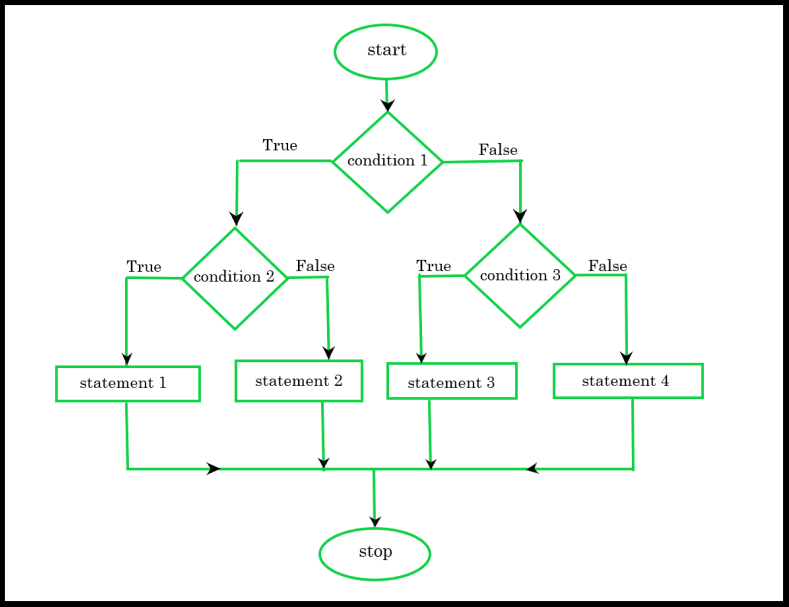 start
condition 1
True
False
condition 2
True
False
condition 3
True
False
statement 1
statement 2
statement 3
statement 4
stop